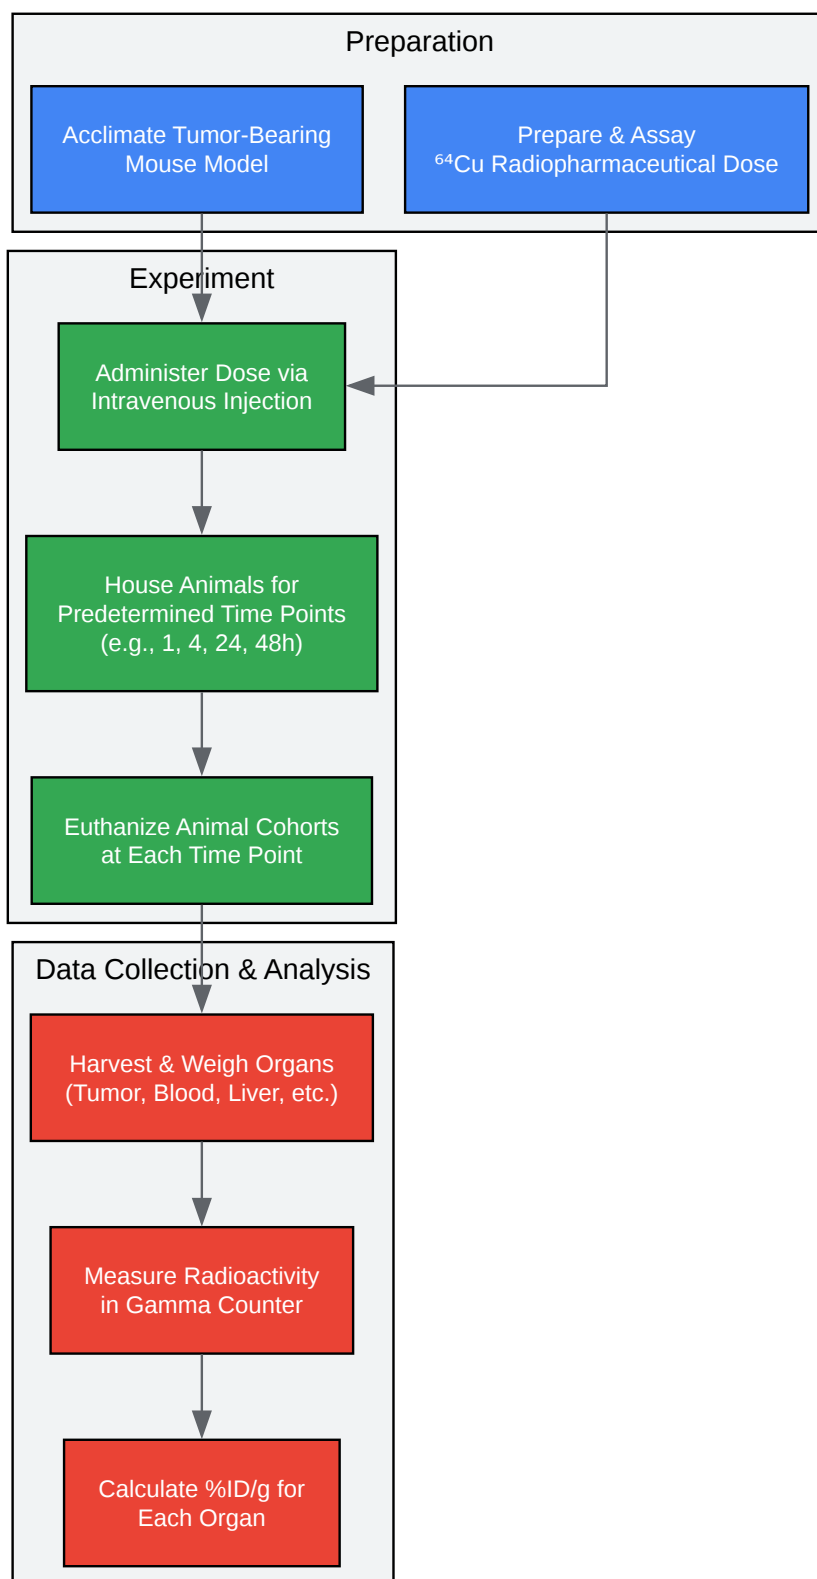 Preparation
Acclimate Tumor-Bearing
Mouse Model
Prepare & Assay
⁶⁴Cu Radiopharmaceutical Dose
Experiment
Administer Dose via
Intravenous Injection
House Animals for
Predetermined Time Points
(e.g., 1, 4, 24, 48h)
Euthanize Animal Cohorts
at Each Time Point
Data Collection & Analysis
Harvest & Weigh Organs
(Tumor, Blood, Liver, etc.)
Measure Radioactivity
in Gamma Counter
Calculate %ID/g for
Each Organ